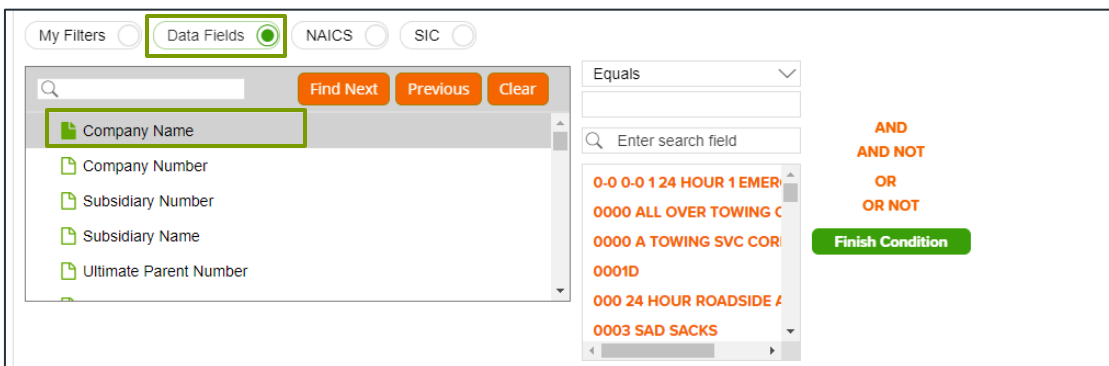 My Filters
Data Fields
NAICS
SIC
Find Next
Previous
Clear
Company Name
Company Number
Subsidiary Number
Subsidiary Name
Ultimate Parent Number
Equals
Enter search field
0-0 0-0 1 24 HOUR 1 EMER
0000 ALL OVER TOWING
0000 A TOWING SVC COR
0001D
000 24 HOUR ROADSIDE
0003 SAD SACKS
AND
AND NOT
OR
OR NOT
Finish Condition